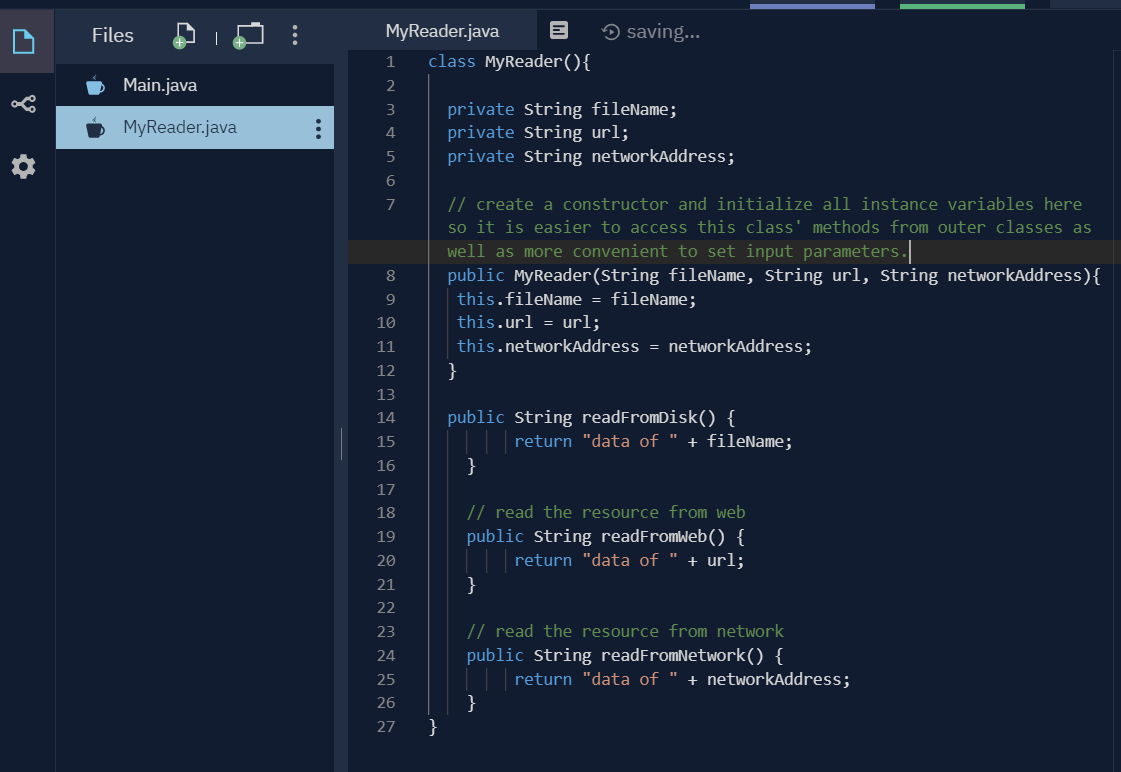 Files
Main.java
MyReader.java
MyReader.java
saving...
1 class MyReader(){
2
3 private String fileName;
4 private String url;
5 private String networkAddress;
6
7 // create a constructor and initialize all instance variables here
so it is easier to access this class' methods from outer classes as
well as more convenient to set input parameters.
8 public MyReader(String fileName, String url, String networkAddress){
9 this.fileName = fileName;
10 this.url = url;
11 this.networkAddress = networkAddress;
12 }
13
14 public String readFromDisk() {
15 return "data of " + fileName;
16 }
17
18 // read the resource from web
19 public String readFromWeb() {
20 return "data of " + url;
21 }
22
23 // read the resource from network
24 public String readFromNetwork() {
25 return "data of " + networkAddress;
26 }
27 }